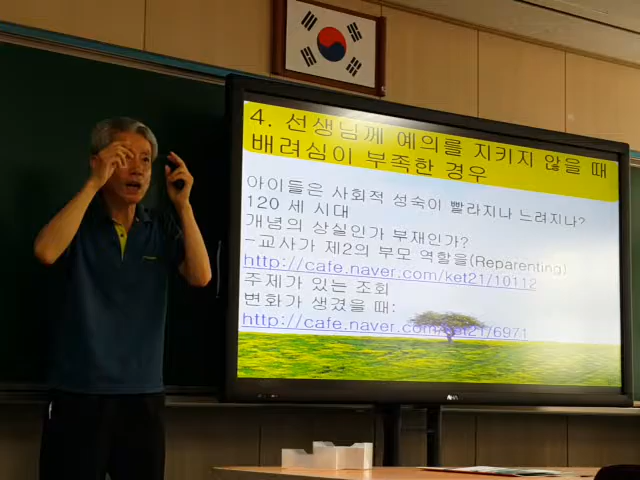 4. 선생님께 예의를 지키지 않을 때
배려심이 부족한 경우
아이들은 사회적 성숙이 빨라지나 느려지나?
120 세 시대
개념의 상실인가 부재인가?
-교사가 제2의 부모 역할을(Reparenting)
http://cafe.naver.com/ket21/10112
주제가 있는 조회
변화가 생겼을 때:
http://cafe.naver.com/ket21/6971